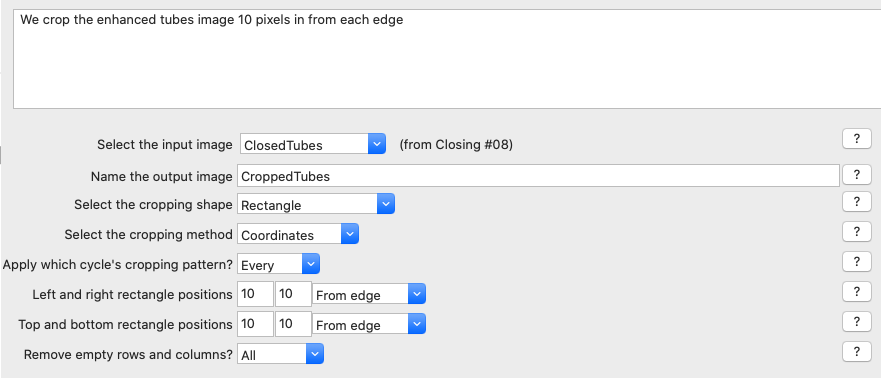 We crop the enhanced tubes image 10 pixels in from each edge
Select the input image ClosedTubes (from Closing #08) ?
Name the output image CroppedTubes ?
Select the cropping shape Rectangle ?
Select the cropping method Coordinates ?
Apply which cycle's cropping pattern? Every ?
Left and right rectangle positions 10 10 From edge ?
Top and bottom rectangle positions 10 10 From edge ?
Remove empty rows and columns? All ?